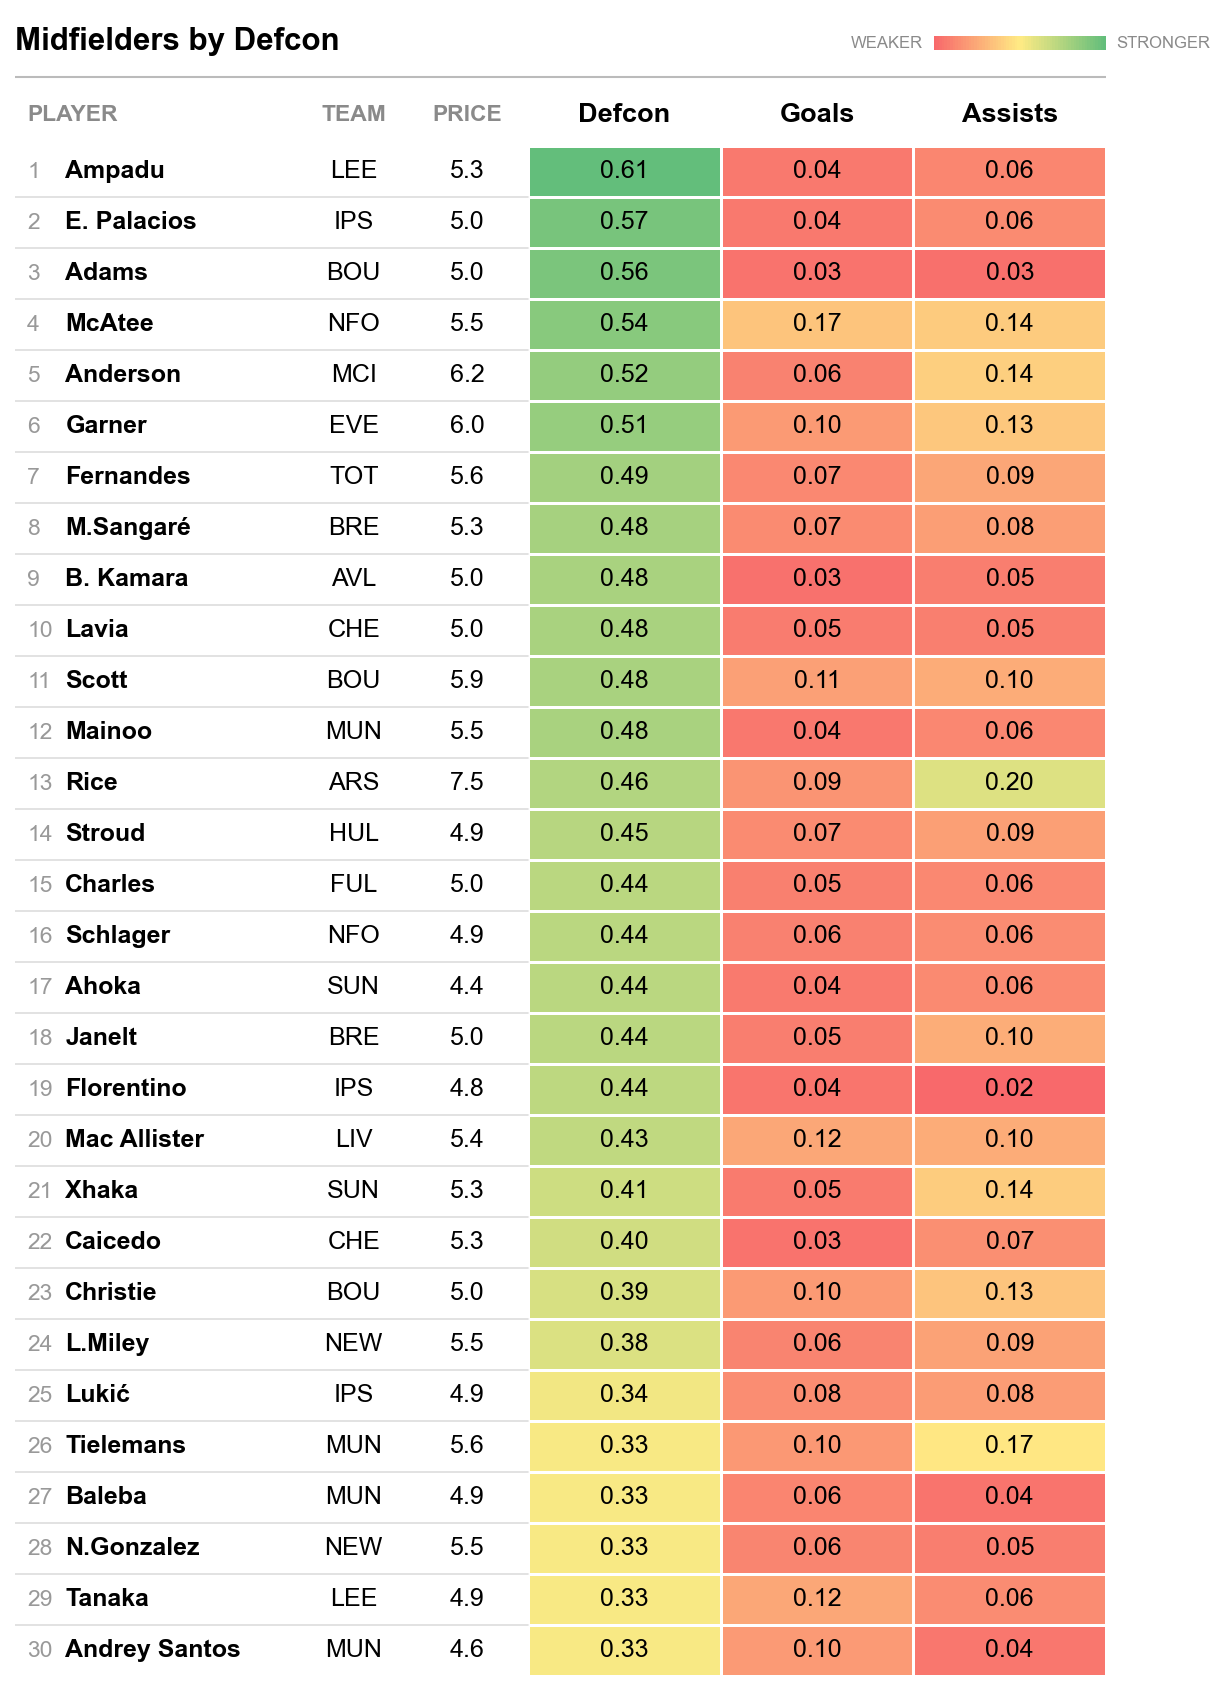 Midfielders by Defcon
WEAKER STRONGER
PLAYER TEAM PRICE Defcon Goals Assists
1 Ampadu LEE 5.3 0.61 0.04 0.06
2 E. Palacios IPS 5.0 0.57 0.04 0.06
3 Adams BOU 5.0 0.56 0.03 0.03
4 McAtee NFO 5.5 0.54 0.17 0.14
5 Anderson MCI 6.2 0.52 0.06 0.14
6 Garner EVE 6.0 0.51 0.10 0.13
7 Fernandes TOT 5.6 0.49 0.07 0.09
8 M.Sangaré BRE 5.3 0.48 0.07 0.08
9 B. Kamara AVL 5.0 0.48 0.03 0.05
10 Lavia CHE 5.0 0.48 0.05 0.05
11 Scott BOU 5.9 0.48 0.11 0.10
12 Mainoo MUN 5.5 0.48 0.04 0.06
13 Rice ARS 7.5 0.46 0.09 0.20
14 Stroud HUL 4.9 0.45 0.07 0.09
15 Charles FUL 5.0 0.44 0.05 0.06
16 Schlager NFO 4.9 0.44 0.06 0.06
17 Ahoka SUN 4.4 0.44 0.04 0.06
18 Janelt BRE 5.0 0.44 0.05 0.10
19 Florentino IPS 4.8 0.44 0.04 0.02
20 Mac Allister LIV 5.4 0.43 0.12 0.10
21 Xhaka SUN 5.3 0.41 0.05 0.14
22 Caicedo CHE 5.3 0.40 0.03 0.07
23 Christie BOU 5.0 0.39 0.10 0.13
24 L.Miley NEW 5.5 0.38 0.06 0.09
25 Lukić IPS 4.9 0.34 0.08 0.08
26 Tielemans MUN 5.6 0.33 0.10 0.17
27 Baleba MUN 4.9 0.33 0.06 0.04
28 N.Gonzalez NEW 5.5 0.33 0.06 0.05
29 Tanaka LEE 4.9 0.33 0.12 0.06
30 Andrey Santos MUN 4.6 0.33 0.10 0.04